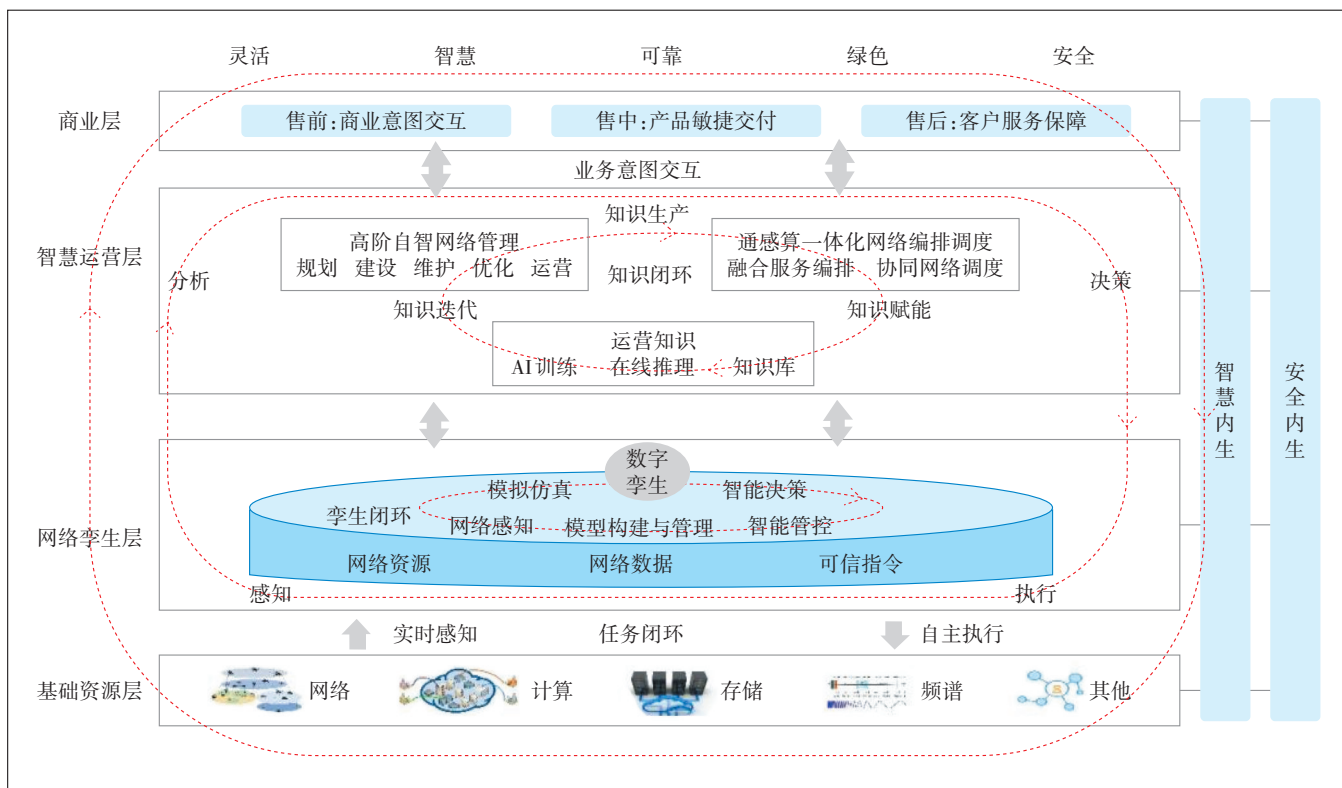 灵活 智慧 可靠 绿色 安全
商业层
售前:商业意图交互 售中:产品敏捷交付 售后:客户服务保障
业务意图交互
智慧运营层
知识生产
高阶自智网络管理
规划 建设 维护 优化 运营
通感算一体化网络编排调度
融合服务编排 协同网络调度
知识闭环
分析
决策
知识迭代
知识赋能
运营知识
AI训练 在线推理 知识库
智慧内生
安全内生
网络孪生层
数字
孪生
模拟仿真 智能决策
孪生闭环
网络感知 模型构建与管理 智能管控
网络资源 网络数据 可信指令
感知
执行
实时感知 任务闭环 自主执行
基础资源层
网络 计算 存储 频谱 其他
S